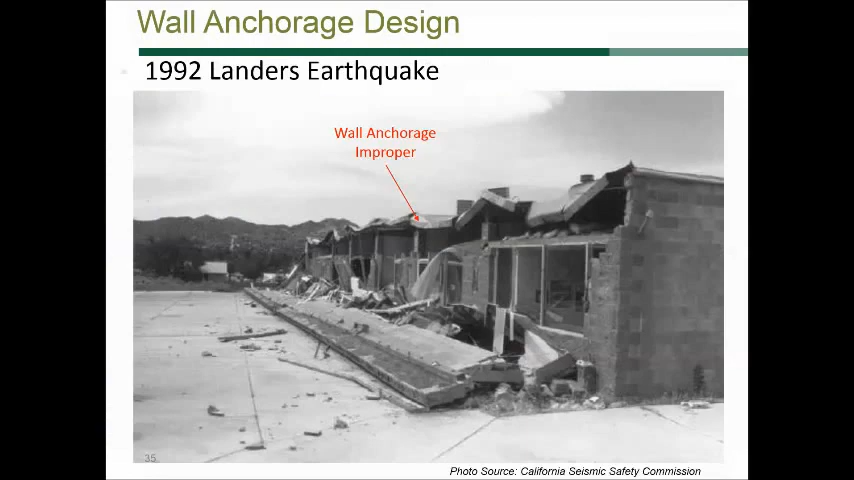 Wall Anchorage Design
1992 Landers Earthquake
Wall Anchorage
Improper
35
Photo Source: California Seismic Safety Commission